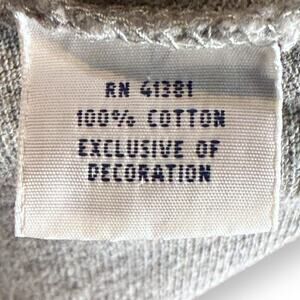 RN 41381
100% COTTON
EXCLUSIVE OF
DECORATION